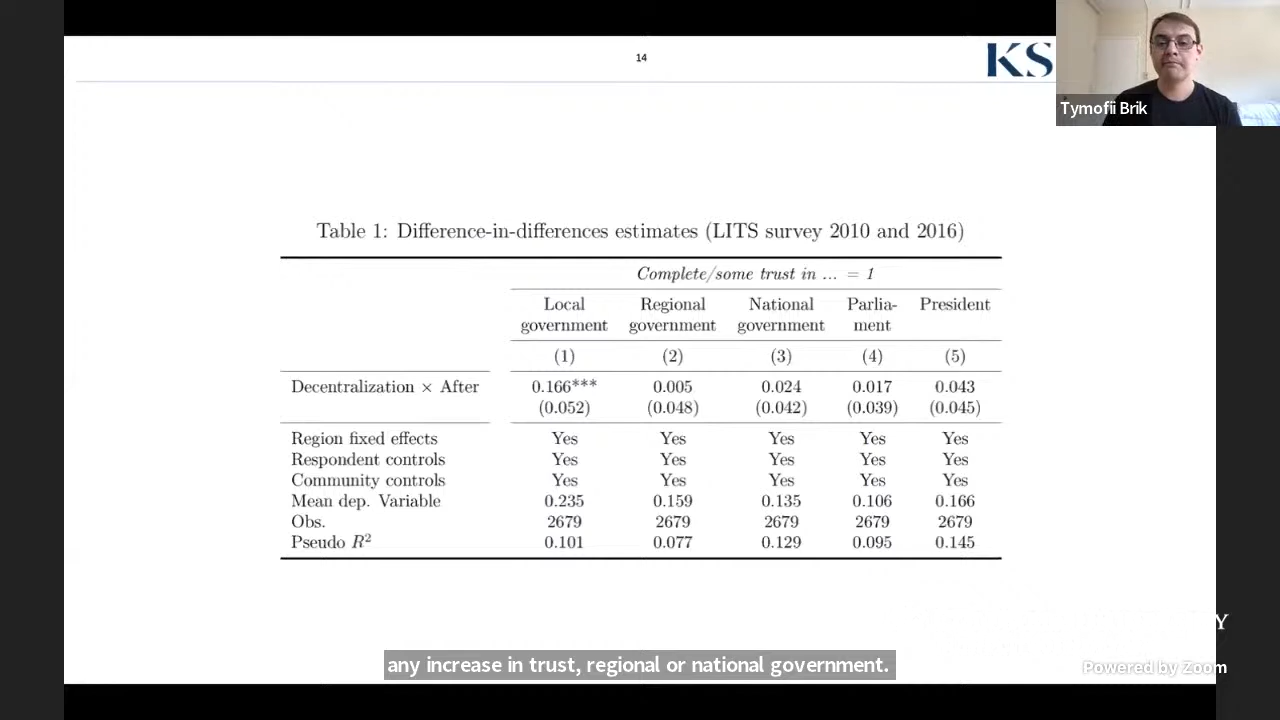 14
KS
Tymofii Brik
Table 1: Difference-in-differences estimates (LITS survey 2010 and 2016)
Complete/some trust in ... = 1
Local government Regional government National government Parlia-ment President
(1) (2) (3) (4) (5)
Decentralization × After 0.166*** 0.005 0.024 0.017 0.043
(0.052) (0.048) (0.042) (0.039) (0.045)
Region fixed effects Yes Yes Yes Yes Yes
Respondent controls Yes Yes Yes Yes Yes
Community controls Yes Yes Yes Yes Yes
Mean dep. Variable 0.235 0.159 0.135 0.106 0.166
Obs. 2679 2679 2679 2679 2679
Pseudo R² 0.101 0.077 0.129 0.095 0.145
Y
any increase in trust, regional or national government.
Powered by Zoom